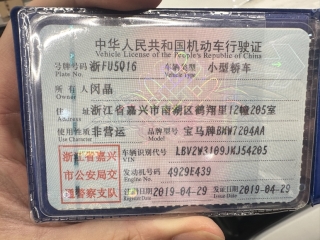 中华人民共和国机动车行驶证
Vehicle License of the People's Republic of China
号牌号码 浙FU5Q16 车辆类型 小型轿车
Plate No. Vehicle Type
所有人 闵晶
Owner
住址 浙江省嘉兴市南湖区鹤翔里12幢205室
Address
使用性质 非营运 品牌型号 宝马牌BMW7204AA
Use Character Model
浙江省嘉兴
市公安局交
通警察支队
车辆识别代号
VIN
发动机号码 4929E439
Engine No.
注册日期 2019-04-29 发证日期 2019-04-29